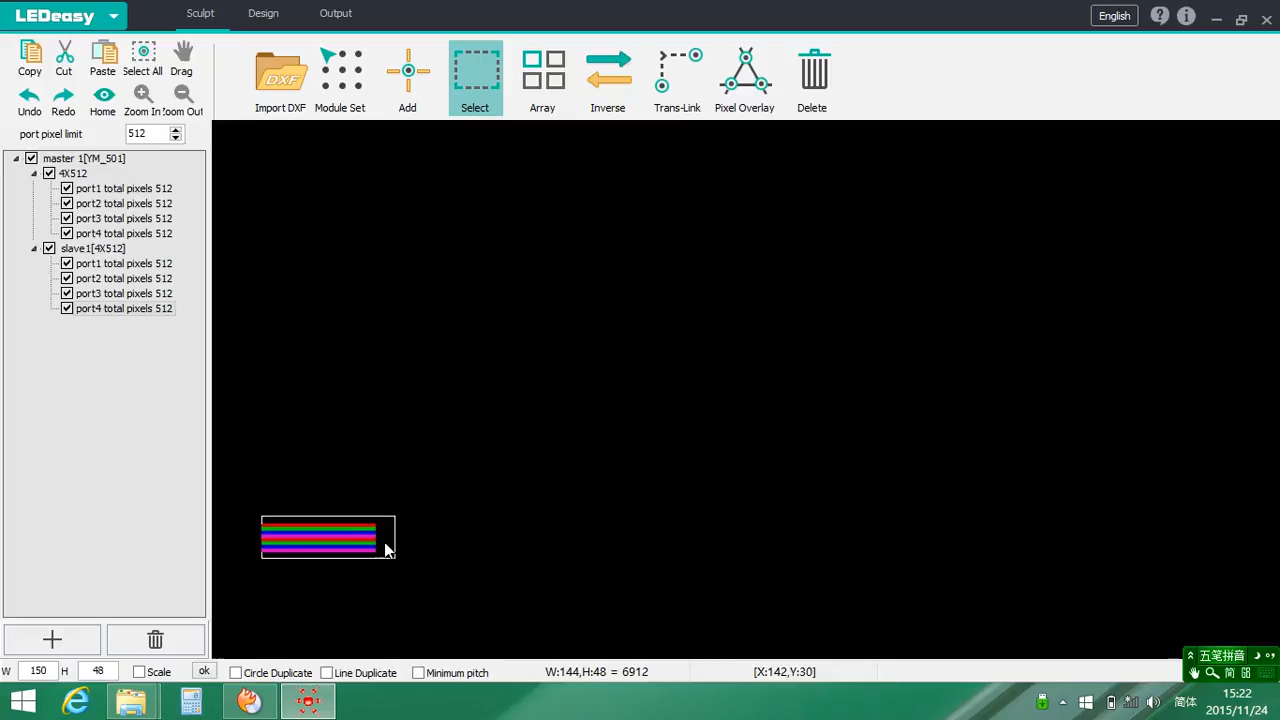 LEDeasy
Sculpt
Design
Output
English
Copy
Cut
Paste
Select All
Drag
Undo
Redo
Home
Zoom In
Zoom Out
Import DXF
DXF
Module Set
Add
Select
Array
Inverse
Trans-Link
Pixel Overlay
Delete
port pixel limit 512
master 1[YM_501]
4X512
port1 total pixels 512
port2 total pixels 512
port3 total pixels 512
port4 total pixels 512
slave1[4X512]
port1 total pixels 512
port2 total pixels 512
port3 total pixels 512
port4 total pixels 512
W 150 H 48 Scale ok Circle Duplicate Line Duplicate Minimum pitch W:144,H:48 = 6912 [X:142,Y:30]
五笔拼音
简
简体
15:22
2015/11/24